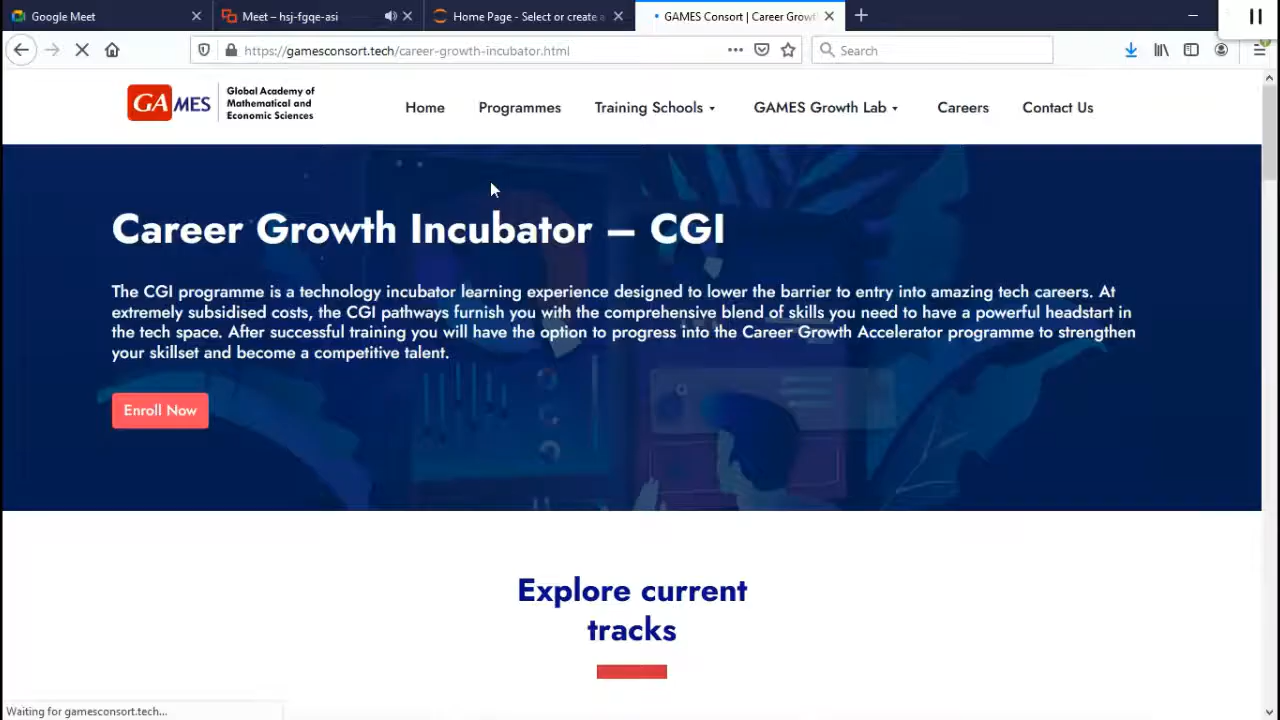 Google Meet
Meet – hsj-fgqe-asi
Home Page - Select or create a
GAMES Consort | Career Growt
https://gamesconsort.tech/career-growth-incubator.html
Search
GAMES
Global Academy of
Mathematical and
Economic Sciences
Home
Programmes
Training Schools
GAMES Growth Lab
Careers
Contact Us
Career Growth Incubator – CGI
The CGI programme is a technology incubator learning experience designed to lower the barrier to entry into amazing tech careers. At
extremely subsidised costs, the CGI pathways furnish you with the comprehensive blend of skills you need to have a powerful headstart in
the tech space. After successful training you will have the option to progress into the Career Growth Accelerator programme to strengthen
your skillset and become a competitive talent.
Enroll Now
Explore current
tracks
Waiting for gamesconsort.tech...